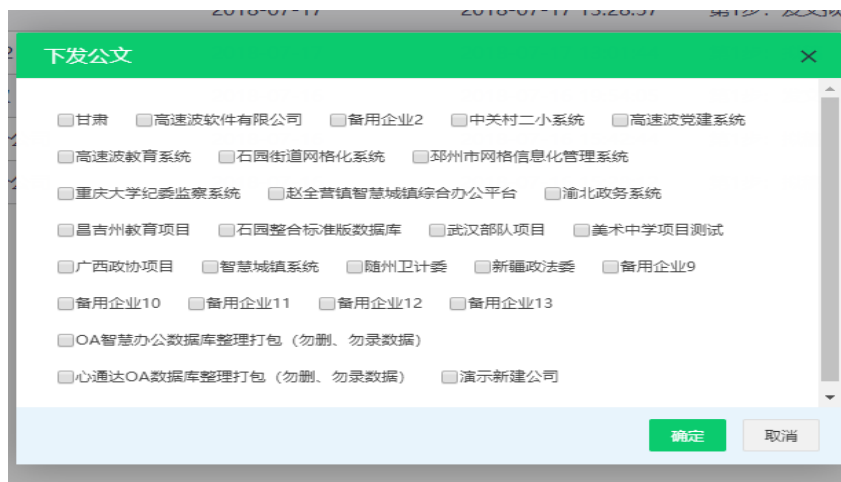 2018-07-17 2018-07-17 15:28:57
下发公文
甘肃 高速波软件有限公司 备用企业2 中关村二小系统 高速波党建系统
高速波教育系统 石园街道网格化系统 邳州市网格信息化管理系统
重庆大学纪委监察系统 赵全营镇智慧城镇综合办公平台 渝北政务系统
昌吉州教育项目 石园整合标准版数据库 武汉部队项目 美术中学项目测试
广西政协项目 智慧城镇系统 随州卫计委 新疆政法委 备用企业9
备用企业10 备用企业11 备用企业12 备用企业13
OA智慧办公数据库整理打包（勿删、勿录数据）
心通达OA数据库整理打包（勿删、勿录数据） 演示新建公司
确定 取消